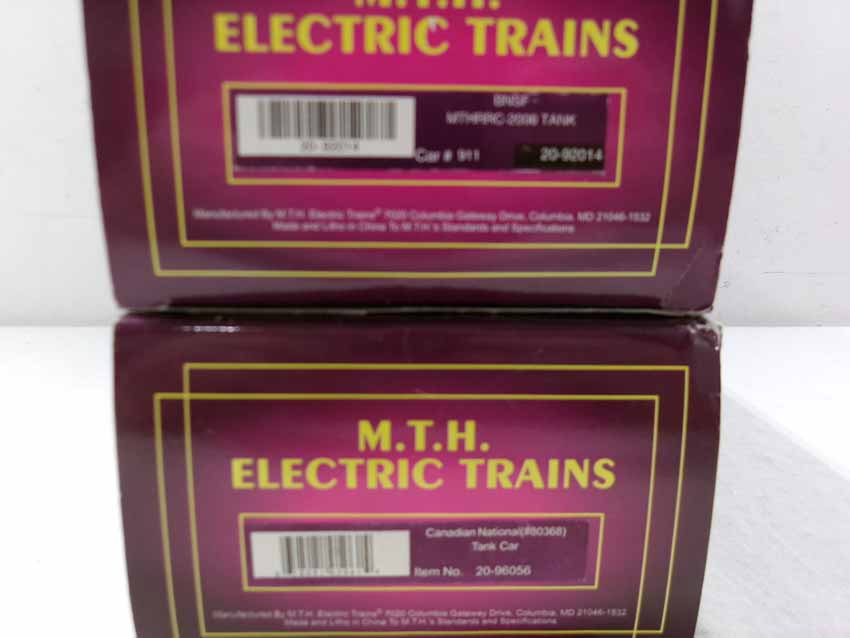 M.T.H.
ELECTRIC TRAINS
BNSF -
TANK
20-92014
Car # 911
20-92014
Manufactured By M.T.H. Electric Trains® 7020 Columbia Gateway Drive, Columbia, MD 21046-1532
Made and Litho in China To M.T.H.'s Standards and Specifications
M.T.H.
ELECTRIC TRAINS
Canadian National(#80368)
Tank Car
Item No. 20-96056
Manufactured By M.T.H. Electric Trains® 7020 Columbia Gateway Drive, Columbia, MD 21046-1532
Made and Litho in China To M.T.H.'s Standards and Specifications